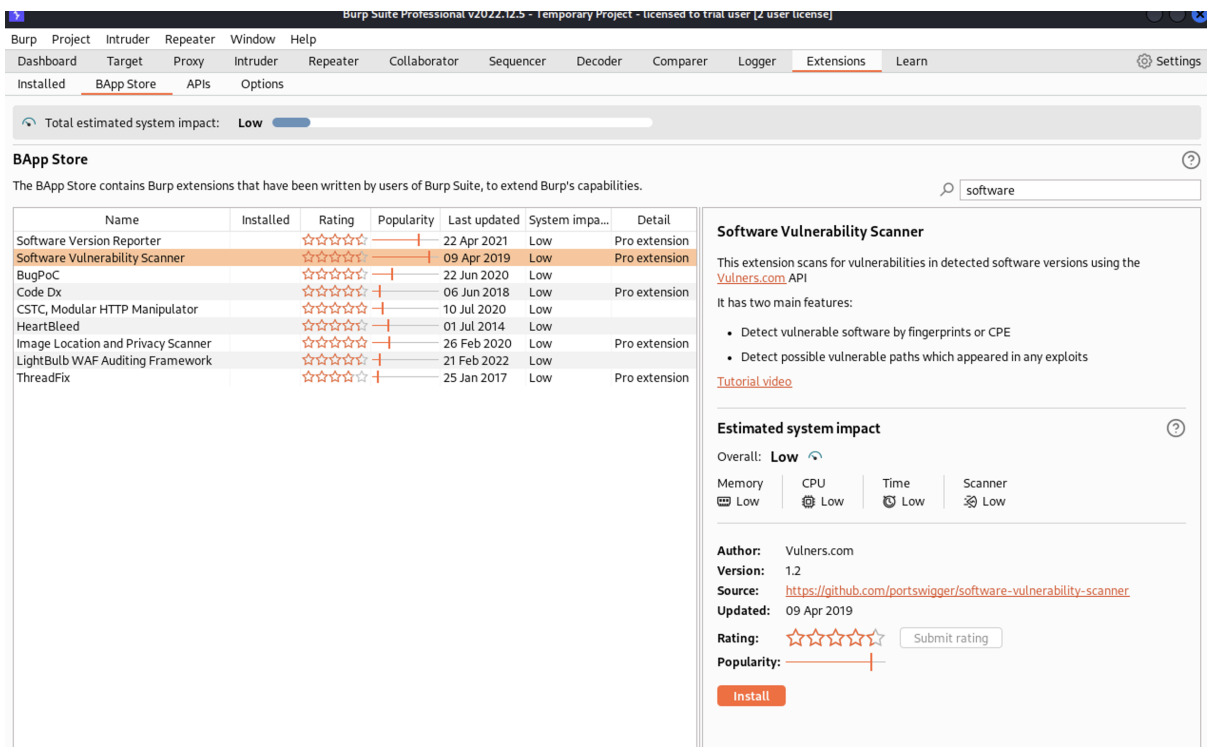 Burp Suite Professional v2022.12.5 - Temporary Project - licensed to trial user [2 user license]
Burp Project Intruder Repeater Window Help
Dashboard Target Proxy Intruder Repeater Collaborator Sequencer Decoder Comparer Logger Extensions Learn Settings
Installed BApp Store APIs Options
Total estimated system impact: Low
BApp Store
The BApp Store contains Burp extensions that have been written by users of Burp Suite, to extend Burp's capabilities.
software
Name Installed Rating Popularity Last updated System impa... Detail
Software Version Reporter 22 Apr 2021 Low Pro extension
Software Vulnerability Scanner 09 Apr 2019 Low Pro extension
BugPoC 22 Jun 2020 Low
Code Dx 06 Jun 2018 Low Pro extension
CSTC, Modular HTTP Manipulator 10 Jul 2020 Low
HeartBleed 01 Jul 2014 Low
Image Location and Privacy Scanner 26 Feb 2020 Low Pro extension
LightBulb WAF Auditing Framework 21 Feb 2022 Low
ThreadFix 25 Jan 2017 Low Pro extension
Software Vulnerability Scanner
This extension scans for vulnerabilities in detected software versions using the
Vulners.com API
It has two main features:
• Detect vulnerable software by fingerprints or CPE
• Detect possible vulnerable paths which appeared in any exploits
Tutorial video
Estimated system impact
Overall: Low
Memory CPU Time Scanner
Low Low Low Low
Author: Vulners.com
Version: 1.2
Source: https://github.com/portswigger/software-vulnerability-scanner
Updated: 09 Apr 2019
Rating: Submit rating
Popularity:
Install